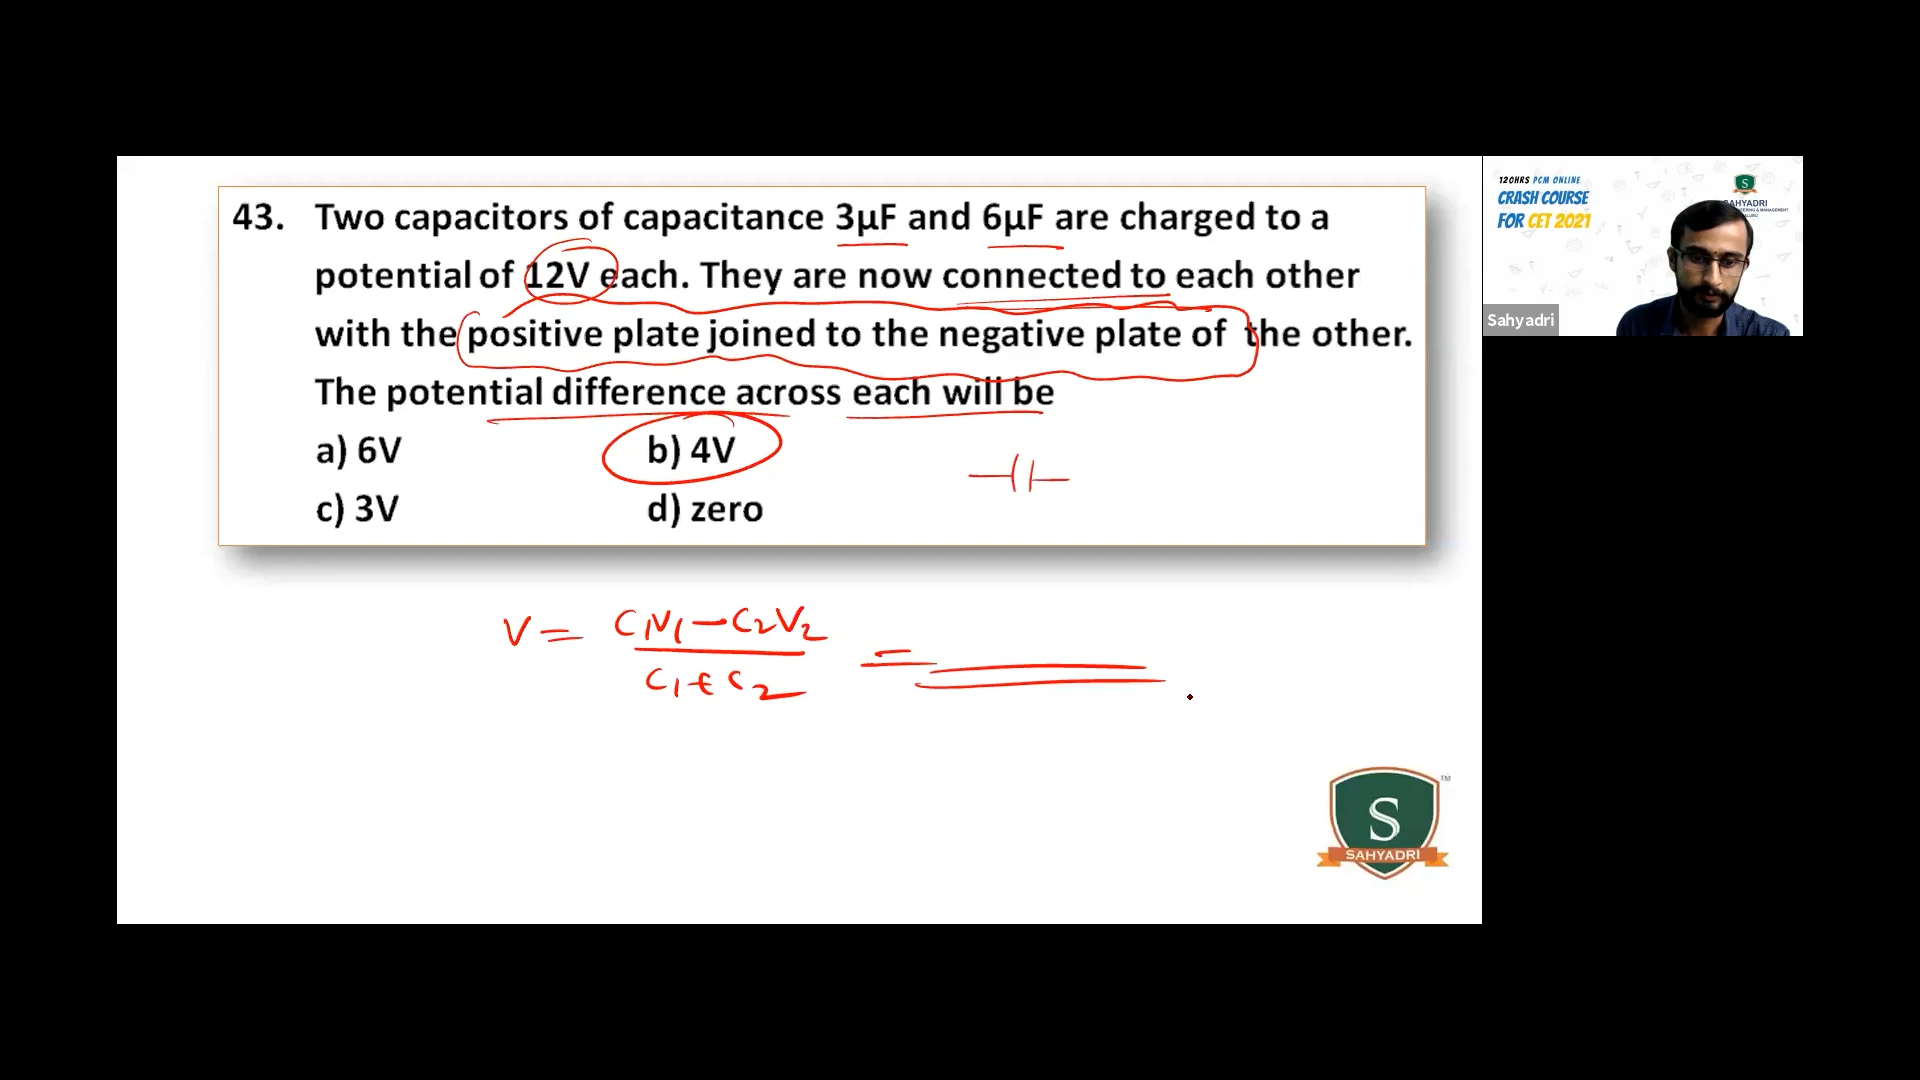 43. Two capacitors of capacitance 3µF and 6µF are charged to a
potential of 12V each. They are now connected to each other
with the positive plate joined to the negative plate of the other.
The potential difference across each will be
a) 6V b) 4V
c) 3V d) zero
V = C1V1 - C2V2
C1 + C2
=
S
SAHYADRI
TM
120HRS PCM ONLINE
CRASH COURSE
FOR CET 2021
S
SAHYADRI
Sahyadri